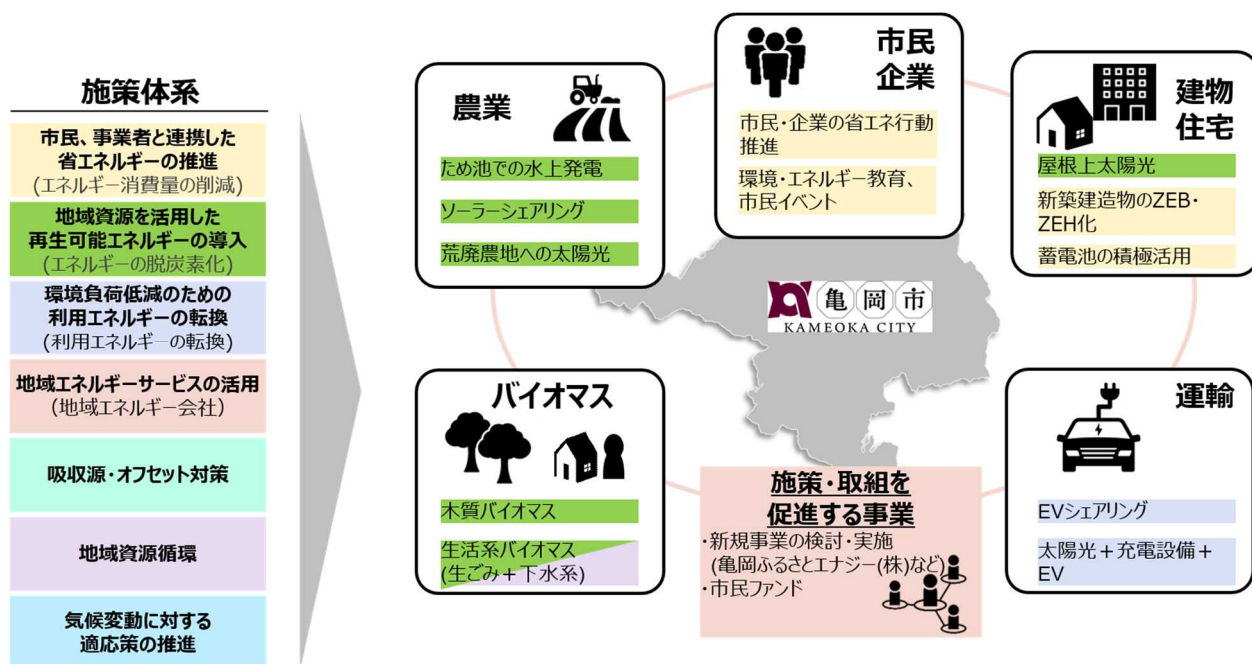 施策体系
市民、事業者と連携した
省エネルギーの推進
(エネルギー消費量の削減)
地域資源を活用した
再生可能エネルギーの導入
(エネルギーの脱炭素化)
環境負荷低減のための
利用エネルギーの転換
(利用エネルギーの転換)
地域エネルギーサービスの活用
(地域エネルギー会社)
吸収源・オフセット対策
地域資源循環
気候変動に対する
適応策の推進
農業
ため池での水上発電
ソーラーシェアリング
荒廃農地への太陽光
市民
企業
市民・企業の省エネ行動
推進
環境・エネルギー教育、
市民イベント
建物
住宅
屋根上太陽光
新築建造物のZEB・
ZEH化
蓄電池の積極活用
亀岡市
KAMEOKA CITY
バイオマス
木質バイオマス
生活系バイオマス
(生ごみ+下水系)
施策・取組を
促進する事業
・新規事業の検討・実施
(亀岡ふるさとエナジー(株)など)
・市民ファンド
運輸
EVシェアリング
太陽光+充電設備+
EV